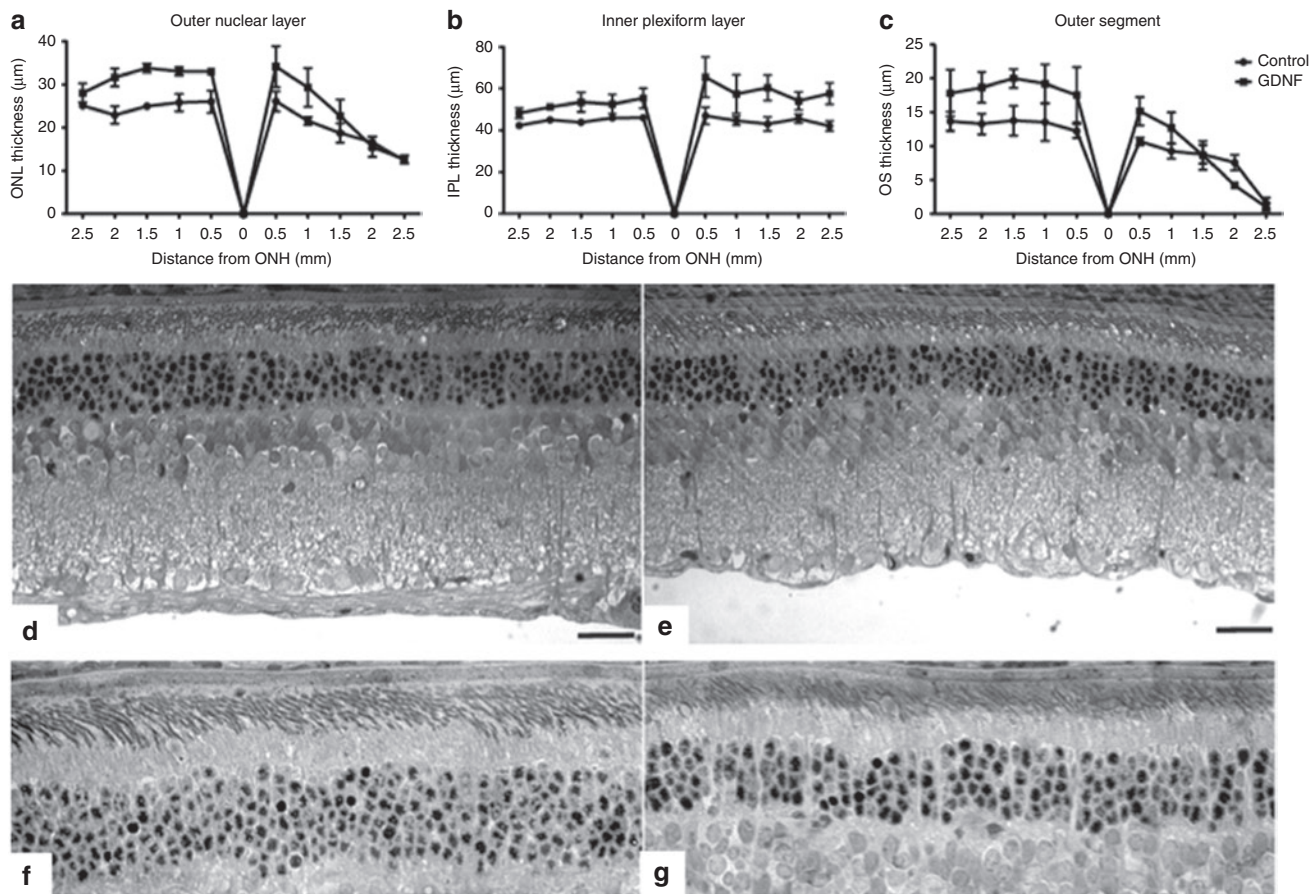 a
Outer nuclear layer
ONL thickness (μm)
40
30
20
10
0
2.5 2 1.5 1 0.5 0 0.5 1 1.5 2 2.5
Distance from ONH (mm)
b
Inner plexiform layer
IPL thickness (μm)
80
60
40
20
0
2.5 2 1.5 1 0.5 0 0.5 1 1.5 2 2.5
Distance from ONH (mm)
c
Outer segment
OS thickness (μm)
25
20
15
10
5
0
2.5 2 1.5 1 0.5 0 0.5 1 1.5 2 2.5
Distance from ONH (mm)
Control
GDNF
d
e
f
g